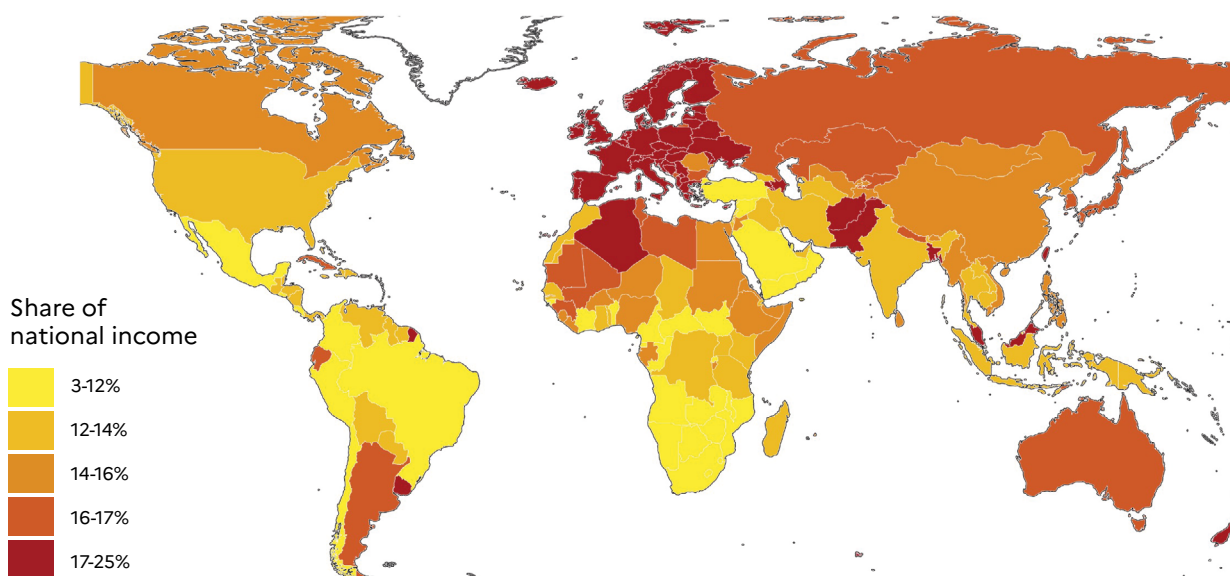 Share of
national income
3-12%
12-14%
14-16%
16-17%
17-25%